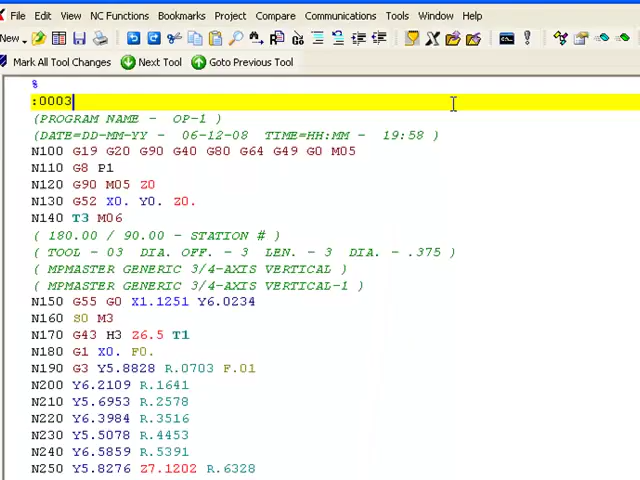 File Edit View NC Functions Bookmarks Project Compare Communications Tools Window Help
New
Mark All Tool Changes Next Tool Goto Previous Tool
%
:0003
(PROGRAM NAME - OP-1 )
(DATE=DD-MM-YY - 06-12-08 TIME=HH:MM - 19:58 )
N100 G19 G20 G90 G40 G80 G64 G49 G0 M05
N110 G8 P1
N120 G90 M05 Z0
N130 G52 X0. Y0. Z0.
N140 T3 M06
( 180.00 / 90.00 - STATION # )
( TOOL - 03 DIA. OFF. - 3 LEN. - 3 DIA. - .375 )
( MPMASTER GENERIC 3/4-AXIS VERTICAL )
( MPMASTER GENERIC 3/4-AXIS VERTICAL-1 )
N150 G55 G0 X1.1251 Y6.0234
N160 S0 M3
N170 G43 H3 Z6.5 T1
N180 G1 X0. F0.
N190 G3 Y5.8828 R.0703 F.01
N200 Y6.2109 R.1641
N210 Y5.6953 R.2578
N220 Y6.3984 R.3516
N230 Y5.5078 R.4453
N240 Y6.5859 R.5391
N250 Y5.8276 Z7.1202 R.6328